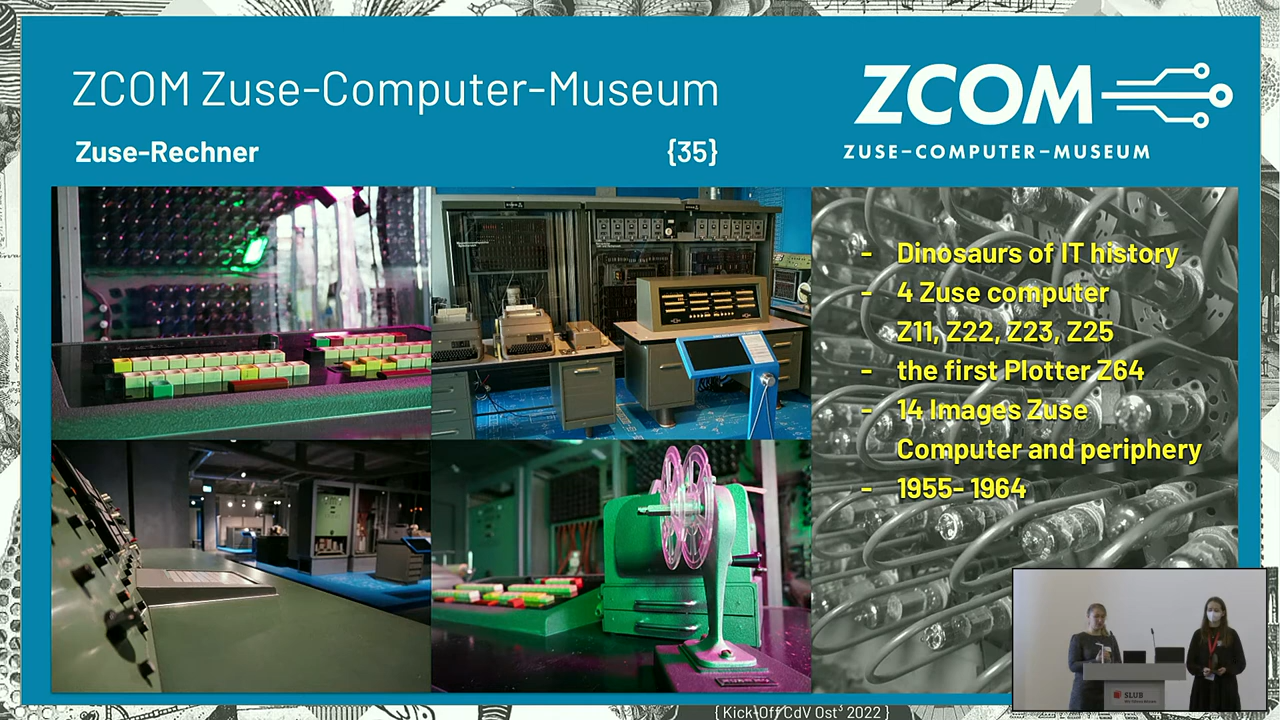 ZCOM Zuse-Computer-Museum
Zuse-Rechner {35}
ZCOM
ZUSE-COMPUTER-MUSEUM
- Dinosaurs of IT history
- 4 Zuse computer
Z11, Z22, Z23, Z25
- the first Plotter Z64
- 14 Images Zuse
Computer and periphery
- 1955- 1964
SLUB
{ Kick-Off CdV Ost³ 2022 }